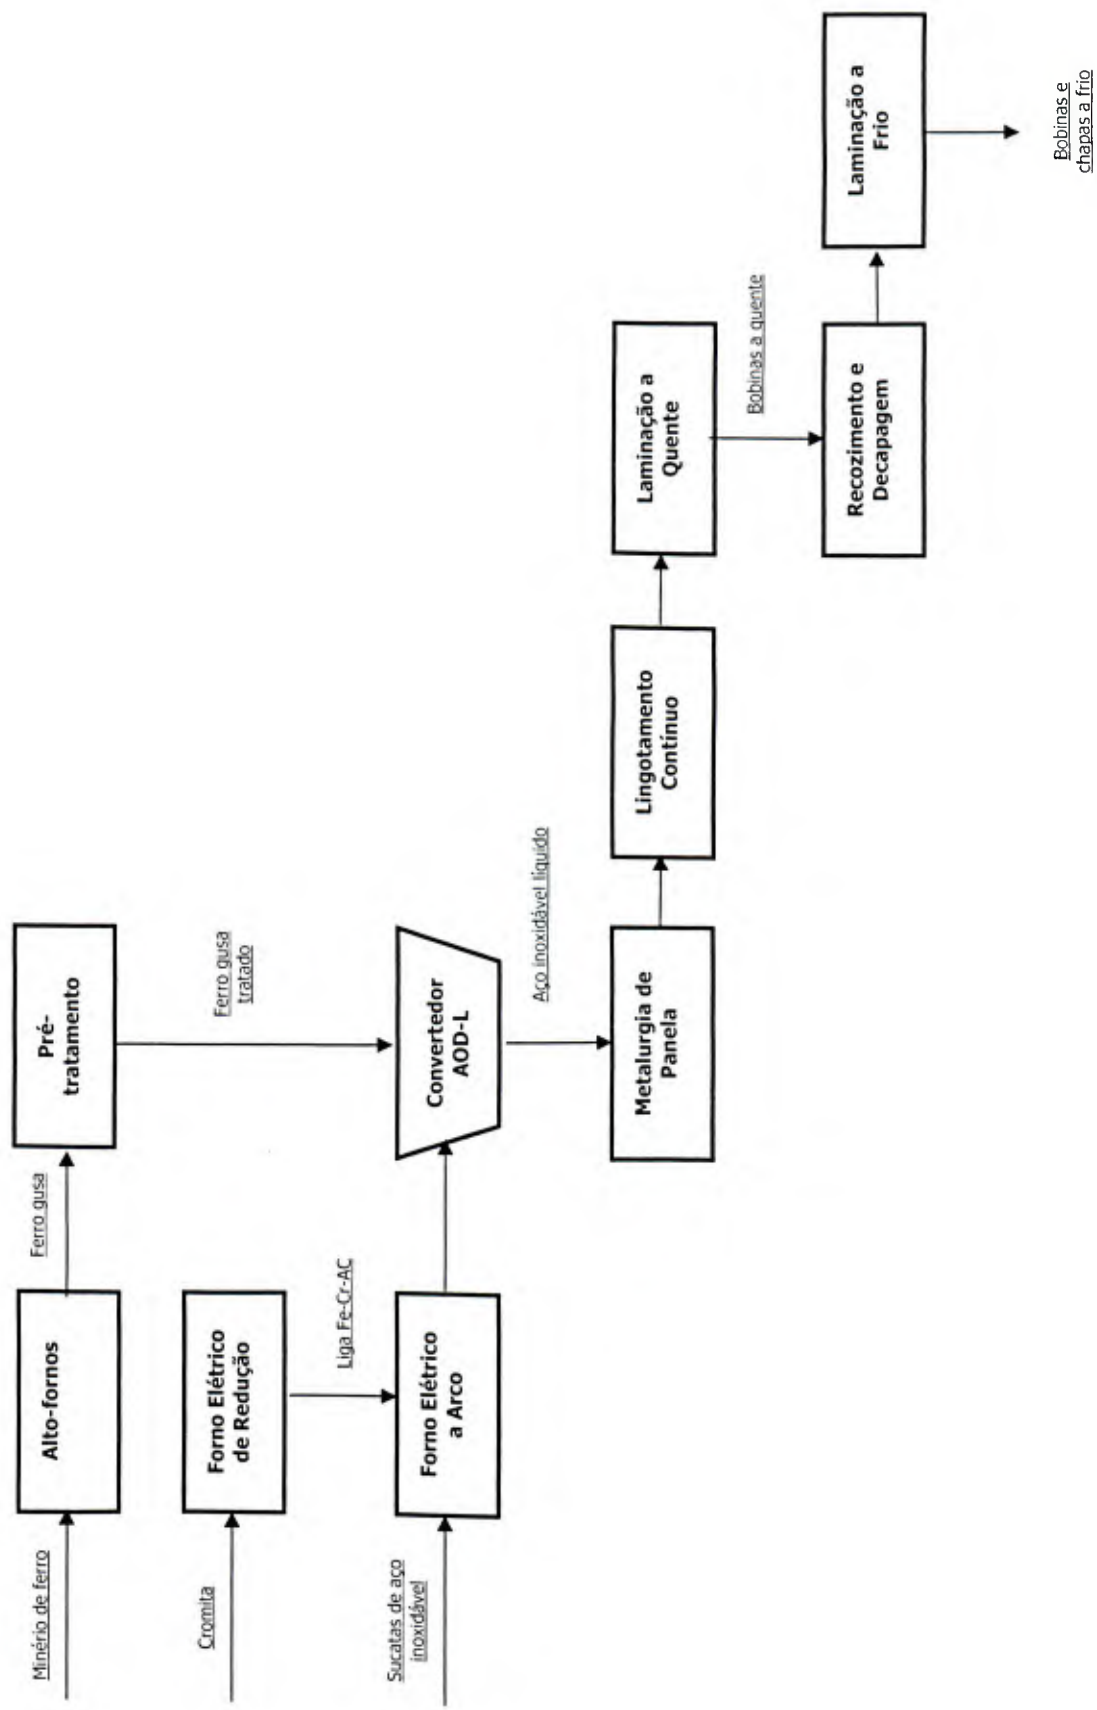 Minério de ferro
Alto-fornos
Ferro gusa
Pré-
tratamento
Cromita
Forno Elétrico
de Redução
Liga Fe-Cr-AC
Ferro gusa
tratado
Sucatas de aço
inoxidável
Forno Elétrico
a Arco
Convertedor
AOD-L
Aço inoxidável líquido
Metalurgia de
Panela
Lingotamento
Contínuo
Laminação a
Quente
Bobinas a quente
Recozimento e
Decapagem
Laminação a
Frio
Bobinas e
chapas a frio